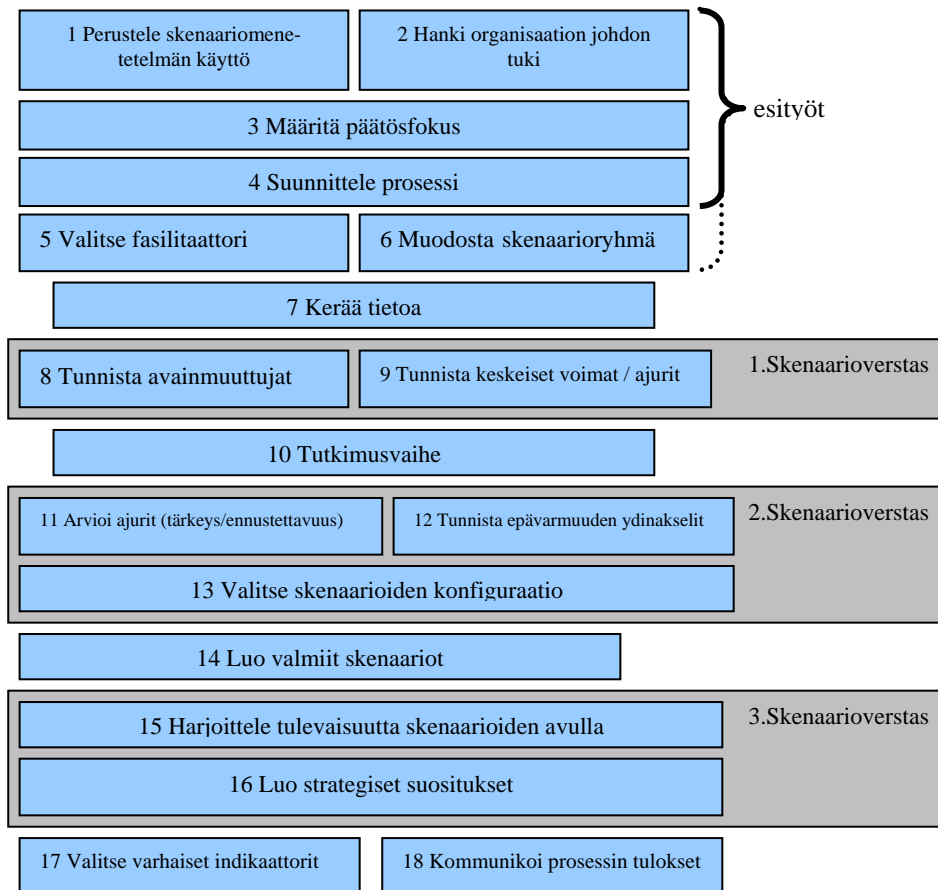 1 Perustele skenaariomene-
tetelmän käyttö
2 Hanki organisaation johdon
tuki
esityöt
3 Määritä päätösfokus
4 Suunnittele prosessi
5 Valitse fasilitaattori
6 Muodosta skenaarioryhmä
7 Kerää tietoa
8 Tunnista avainmuuttujat
9 Tunnista keskeiset voimat / ajurit
1.Skenaarioverstas
10 Tutkimusvaihe
11 Arvioi ajurit (tärkeys/ennustettavuus)
12 Tunnista epävarmuuden ydinakselit
2.Skenaarioverstas
13 Valitse skenaarioiden konfiguraatio
14 Luo valmiit skenaariot
15 Harjoittele tulevaisuutta skenaarioiden avulla
3.Skenaarioverstas
16 Luo strategiset suositukset
17 Valitse varhaiset indikaattorit
18 Kommunikoi prosessin tulokset